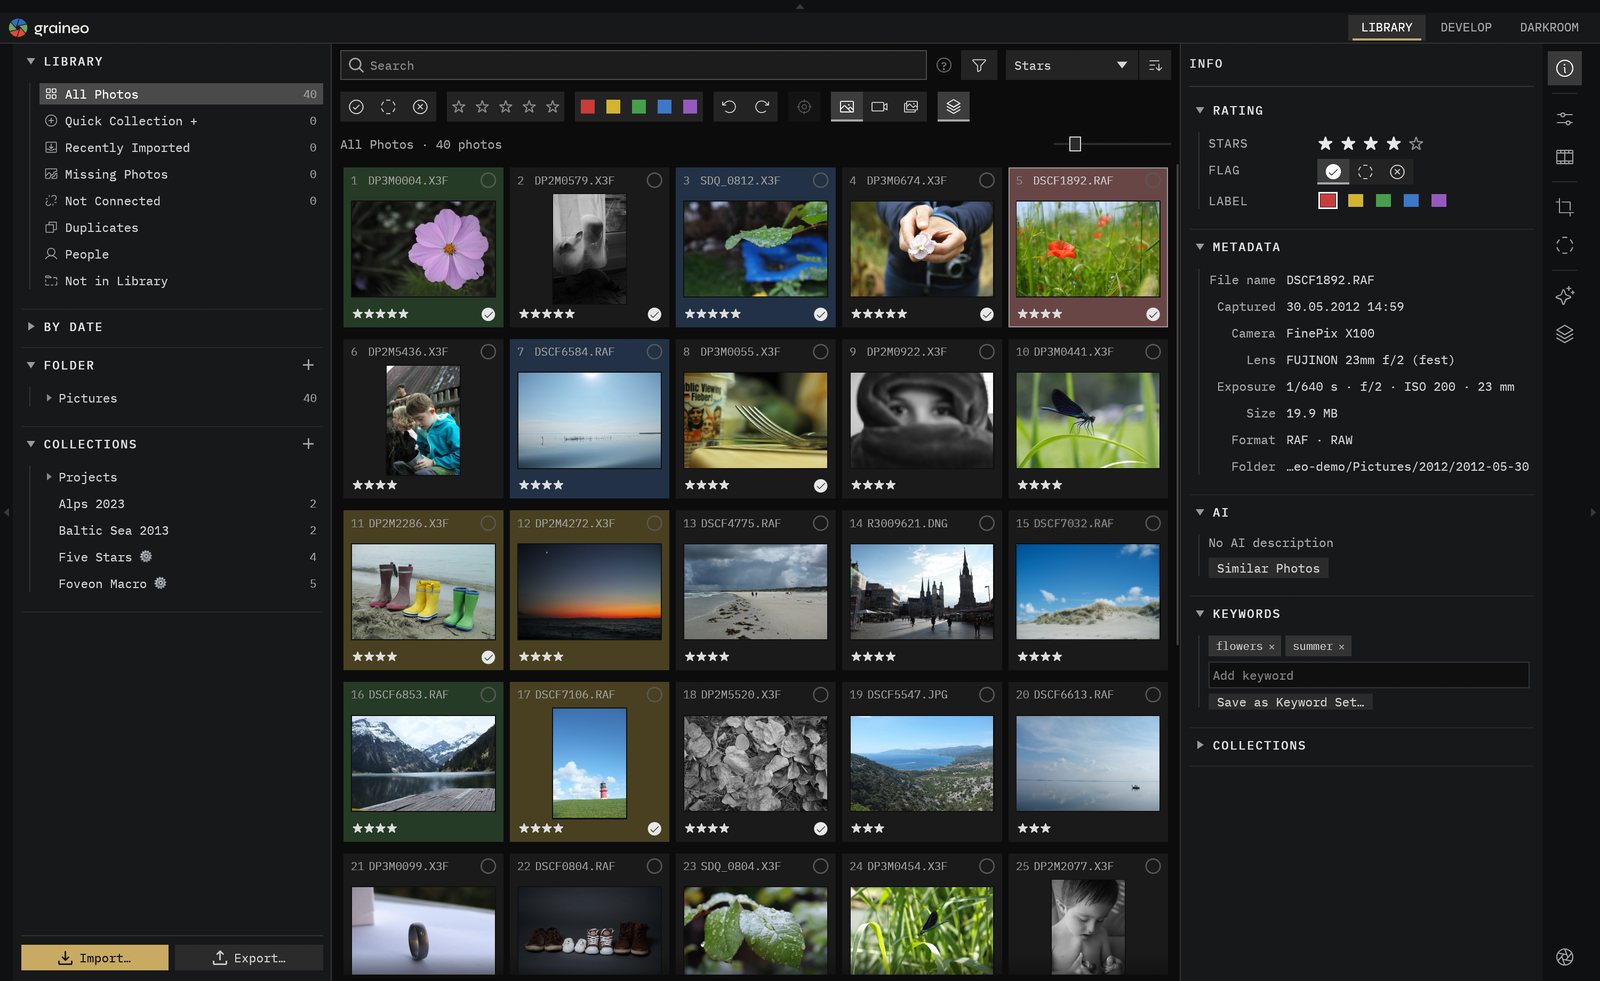 graineo
LIBRARY
DEVELOP
DARKROOM
LIBRARY
All Photos 40
Quick Collection + 0
Recently Imported 0
Missing Photos 0
Not Connected 0
Duplicates
People
Not in Library
BY DATE
FOLDER
Pictures 40
COLLECTIONS
Projects
Alps 2023 2
Baltic Sea 2013 2
Five Stars 4
Foveon Macro 5
Import…
Export…
Search
Stars
All Photos · 40 photos
1 DP3M0004.X3F
2 DP2M0579.X3F
3 SDQ_0812.X3F
4 DP3M0674.X3F
5 DSCF1892.RAF
6 DP2M5436.X3F
7 DSCF6584.RAF
8 DP3M0055.X3F
9 DP2M0922.X3F
10 DP3M0441.X3F
blic Viewing
Fieber!
11 DP2M2286.X3F
12 DP2M4272.X3F
13 DSCF4775.RAF
14 R3009621.DNG
15 DSCF7032.RAF
16 DSCF6853.RAF
17 DSCF7106.RAF
18 DP2M5520.X3F
19 DSCF5547.JPG
20 DSCF6613.RAF
21 DP3M0099.X3F
22 DSCF0804.RAF
23 SDQ_0804.X3F
24 DP3M0454.X3F
25 DP2M2077.X3F
INFO
RATING
STARS
FLAG
LABEL
METADATA
File name DSCF1892.RAF
Captured 30.05.2012 14:59
Camera FinePix X100
Lens FUJINON 23mm f/2 (fest)
Exposure 1/640 s · f/2 · ISO 200 · 23 mm
Size 19.9 MB
Format RAF · RAW
Folder …eo-demo/Pictures/2012/2012-05-30
AI
No AI description
Similar Photos
KEYWORDS
flowers × summer ×
Add keyword
Save as Keyword Set…
COLLECTIONS